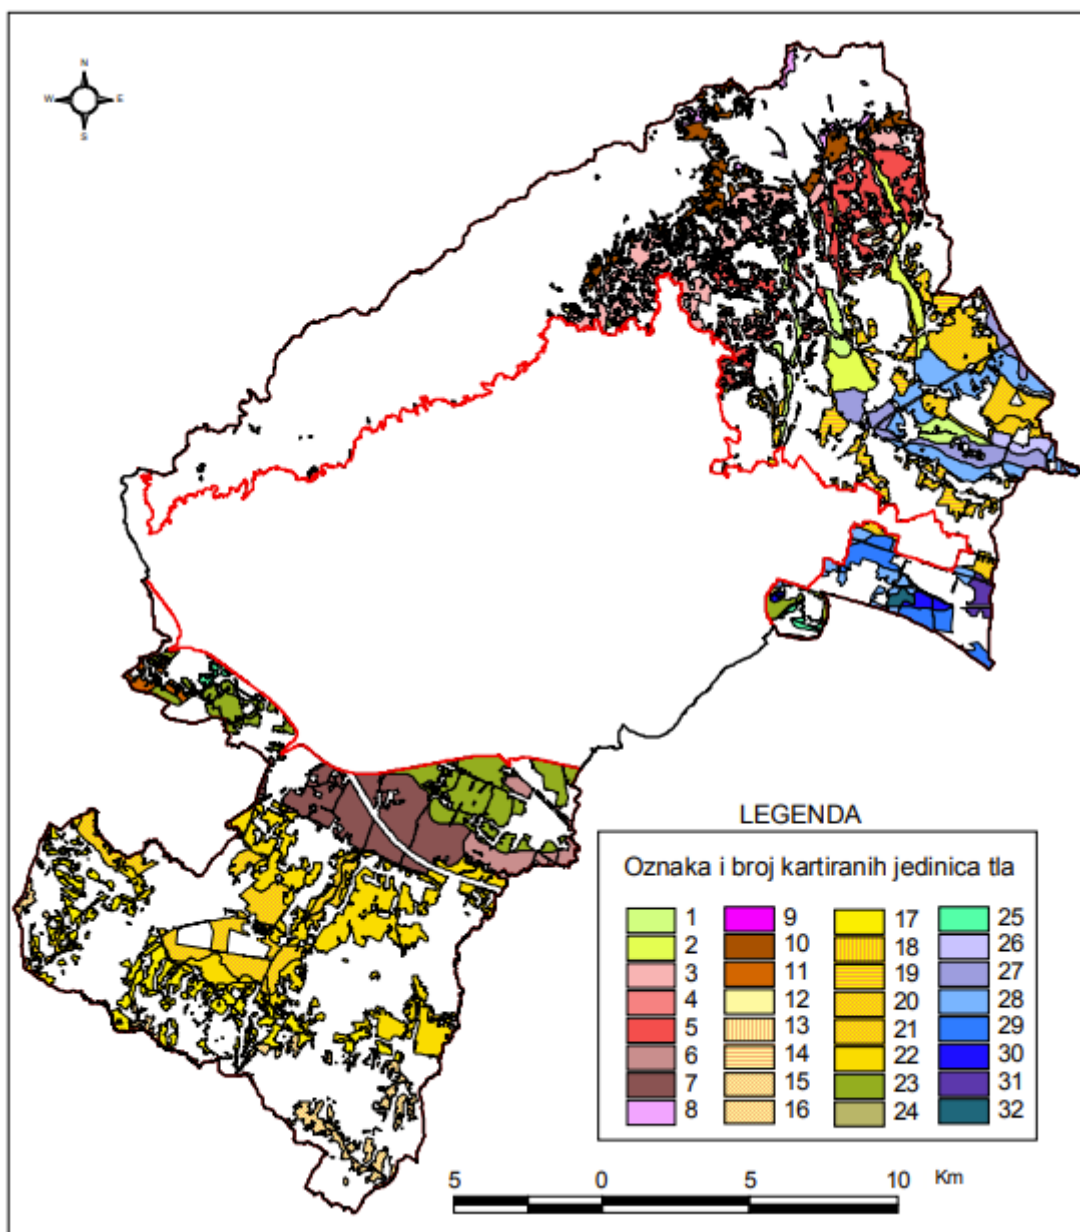 N
W E
S
LEGENDA
Oznaka i broj kartiranih jedinica tla
1 9 17 25
2 10 18 26
3 11 19 27
4 12 20 28
5 13 21 29
6 14 22 30
7 15 23 31
8 16 24 32
5 0 5 10 Km